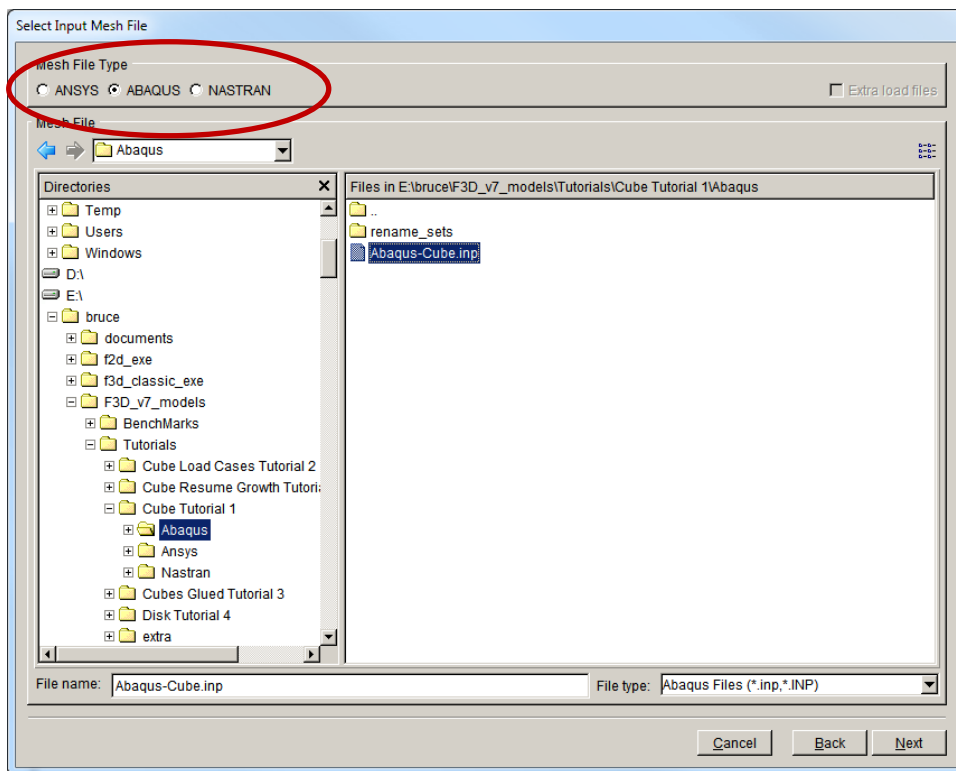 Select Input Mesh File
Mesh File Type
ANSYS ABAQUS NASTRAN
Extra load files
Mesh File
Abaqus
Directories
Temp
Users
Windows
D:\
E:\
bruce
documents
f2d_exe
f3d_classic_exe
F3D_v7_models
BenchMarks
Tutorials
Cube Load Cases Tutorial 2
Cube Resume Growth Tutori
Cube Tutorial 1
Abaqus
Ansys
Nastran
Cubes Glued Tutorial 3
Disk Tutorial 4
extra
Files in E:\bruce\F3D_v7_models\Tutorials\Cube Tutorial 1\Abaqus
..
rename_sets
Abaqus-Cube.inp
File name: Abaqus-Cube.inp
File type: Abaqus Files (*.inp,*.INP)
Cancel Back Next